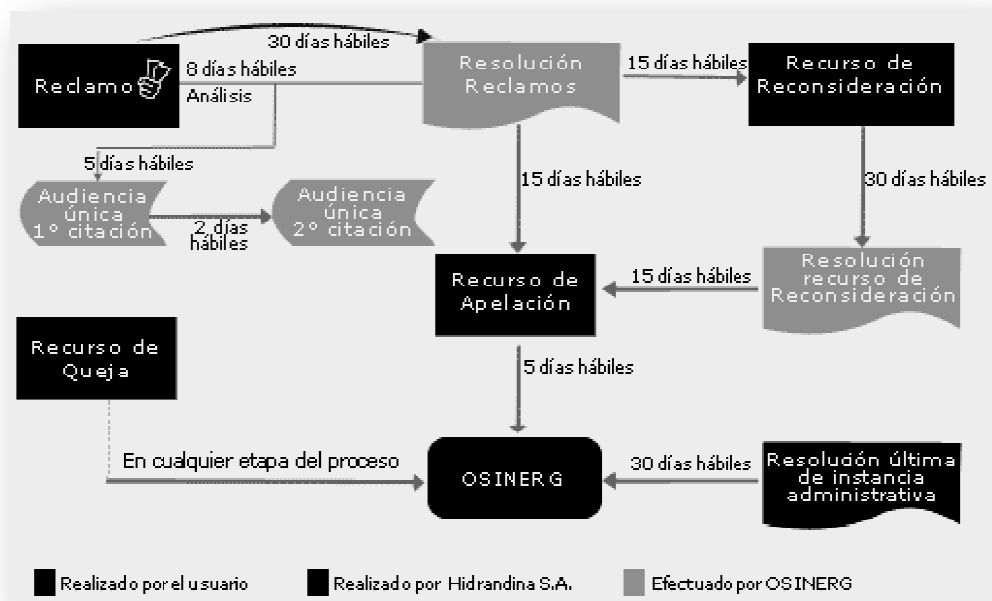 30 días hábiles
Reclamo
8 días hábiles
Análisis
Resolución
Reclamos
15 días hábiles
Recurso de
Reconsideración
5 días hábiles
Audiencia
única
1º citación
2 días
hábiles
Audiencia
única
2º citación
15 días hábiles
30 días hábiles
Recurso de
Apelación
15 días hábiles
Resolución
recurso de
Reconsideración
Recurso de
Queja
5 días hábiles
En cualquier etapa del proceso
OSINERG
30 días hábiles
Resolución última
de instancia
administrativa
Realizado por el usuario
Realizado por Hidrandina S.A.
Efectuado por OSINERG